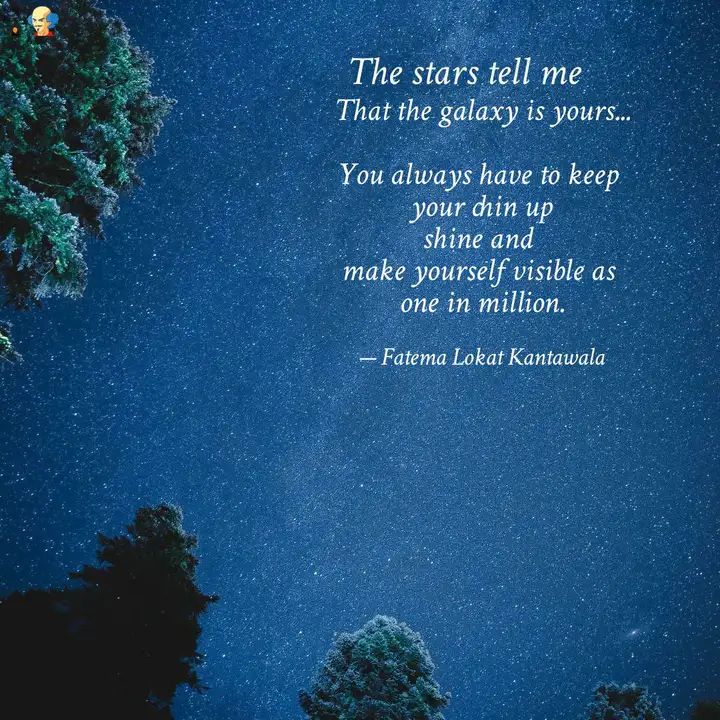 The stars tell me
That the galaxy is yours...
You always have to keep
your chin up
shine and
make yourself visible as
one in million.
— Fatema Lokat Kantawala